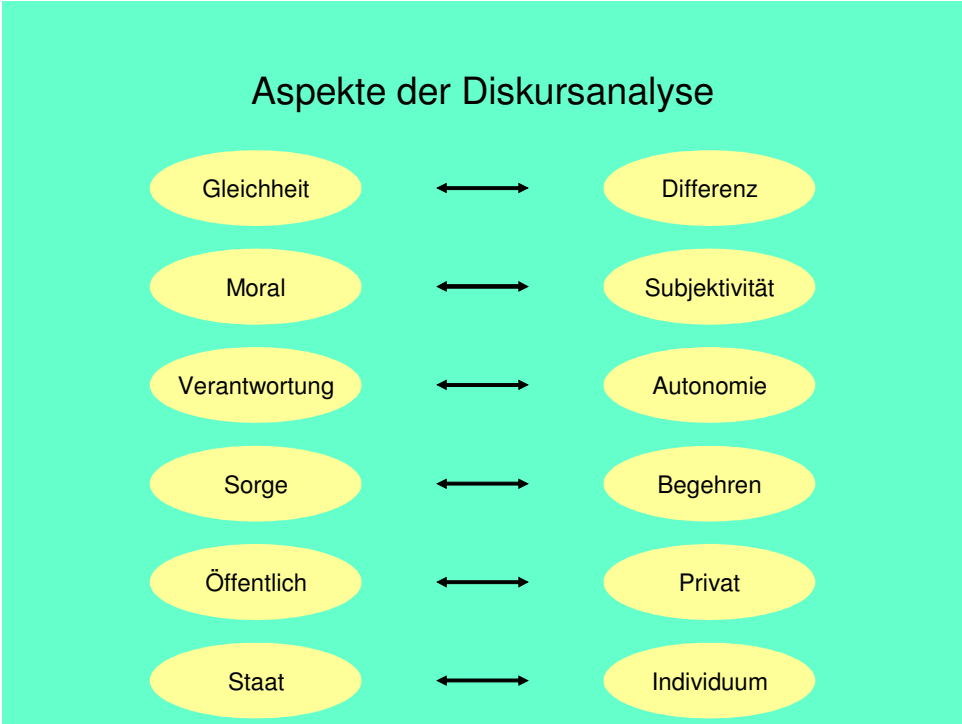 Aspekte der Diskursanalyse
Gleichheit Differenz
Moral Subjektivität
Verantwortung Autonomie
Sorge Begehren
Öffentlich Privat
Staat Individuum